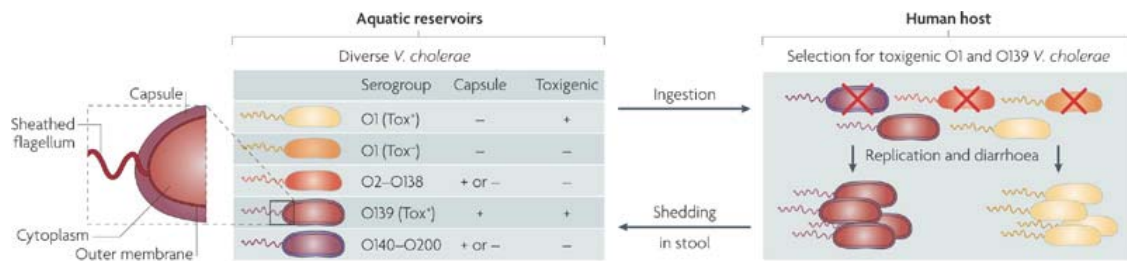 Aquatic reservoirs
Human host
Diverse V. cholerae
Selection for toxigenic O1 and O139 V. cholerae
Capsule
Sheathed
flagellum
Cytoplasm
Outer membrane
Serogroup Capsule Toxigenic
O1 (Tox⁺) – +
O1 (Tox⁻) – –
O2–O138 + or – –
O139 (Tox⁺) + +
O140–O200 + or – –
Ingestion
Shedding
in stool
Replication and diarrhoea